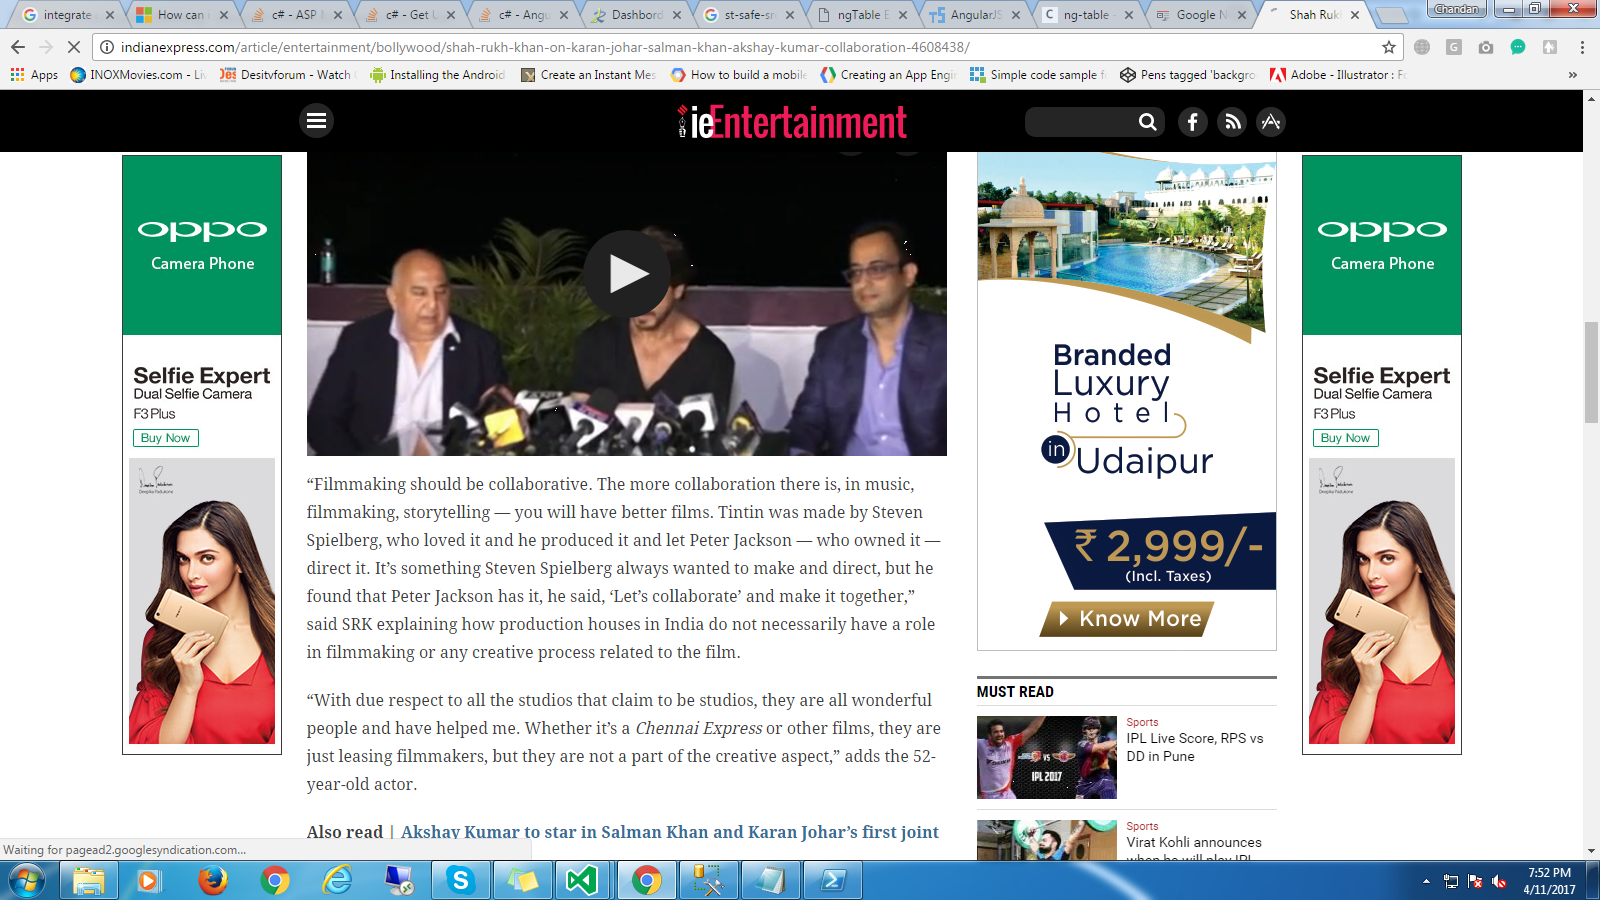 integrate
How can i
c# - ASP N
c# - Get U
c# - Angu
Dashbord
st-safe-sr
ngTable E
AngularJS
ng-table -
Google N
Shah Rukh
Chandan
indianexpress.com/article/entertainment/bollywood/shah-rukh-khan-on-karan-johar-salman-khan-akshay-kumar-collaboration-4608438/
Apps
INOXMovies.com - Liv
Desitvforum - Watch
Installing the Android
Create an Instant Mes
How to build a mobile
Creating an App Engi
Simple code sample f
Pens tagged 'backgro
Adobe - Illustrator : F
ieEntertainment
oppo
Camera Phone
Selfie Expert
Dual Selfie Camera
F3 Plus
Buy Now
Deepika Padukone
“Filmmaking should be collaborative. The more collaboration there is, in music,
filmmaking, storytelling — you will have better films. Tintin was made by Steven
Spielberg, who loved it and he produced it and let Peter Jackson — who owned it —
direct it. It’s something Steven Spielberg always wanted to make and direct, but he
found that Peter Jackson has it, he said, ‘Let’s collaborate’ and make it together,”
said SRK explaining how production houses in India do not necessarily have a role
in filmmaking or any creative process related to the film.
“With due respect to all the studios that claim to be studios, they are all wonderful
people and have helped me. Whether it’s a Chennai Express or other films, they are
just leasing filmmakers, but they are not a part of the creative aspect,” adds the 52-
year-old actor.
Also read | Akshay Kumar to star in Salman Khan and Karan Johar’s first joint
Branded
Luxury
Hotel
in
Udaipur
₹ 2,999/-
(Incl. Taxes)
Know More
MUST READ
Sports
IPL Live Score, RPS vs
DD in Pune
VS
IPL 2017
Sports
Virat Kohli announces
when he will play IPL
oppo
Camera Phone
Selfie Expert
Dual Selfie Camera
F3 Plus
Buy Now
Deepika Padukone
Waiting for pagead2.googlesyndication.com...
7:52 PM
4/11/2017